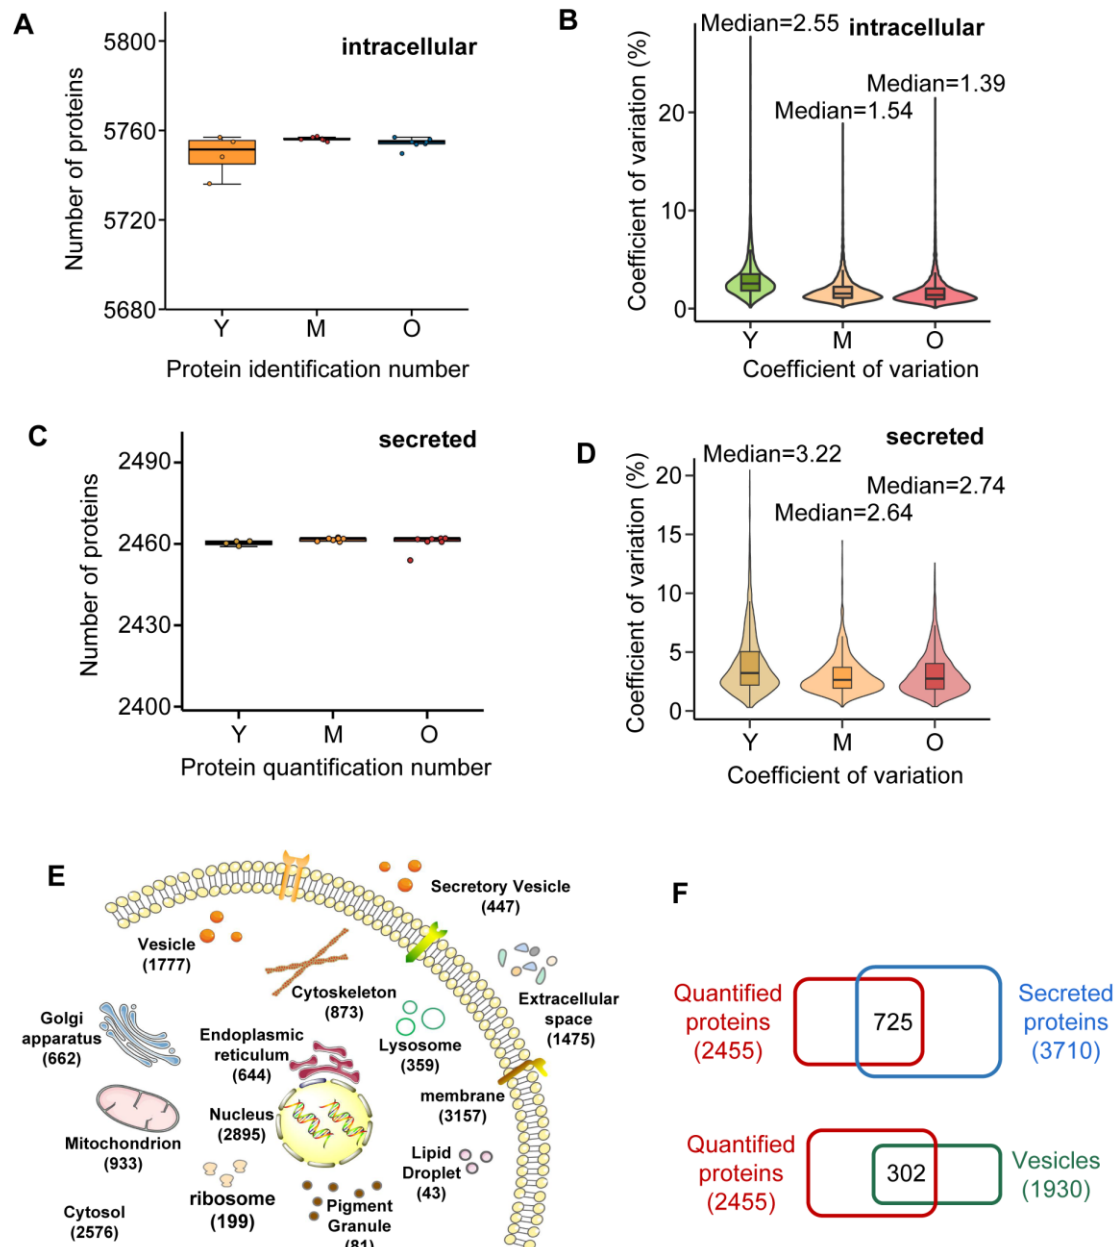 A
intracellular
Number of proteins
5800
5760
5720
5680
Y M O
Protein identification number
B
Median=2.55
intracellular
Median=1.39
Median=1.54
Coefficient of variation (%)
20
10
0
Y M O
Coefficient of variation
C
secreted
Number of proteins
2490
2460
2430
2400
Y M O
Protein quantification number
D
secreted
Median=3.22
Median=2.74
Median=2.64
Coefficient of variation (%)
20
15
10
5
0
Y M O
Coefficient of variation
E
Secretory Vesicle
(447)
Vesicle
(1777)
Cytoskeleton
(873)
Extracellular
space
(1475)
Golgi
apparatus
(662)
Endoplasmic
reticulum
(644)
Lysosome
(359)
membrane
(3157)
Nucleus
(2895)
Mitochondrion
(933)
Lipid
Droplet
(43)
ribosome
(199)
Pigment
Granule
(81)
Cytosol
(2576)
F
Quantified
proteins
(2455)
725
Secreted
proteins
(3710)
Quantified
proteins
(2455)
302
Vesicles
(1930)